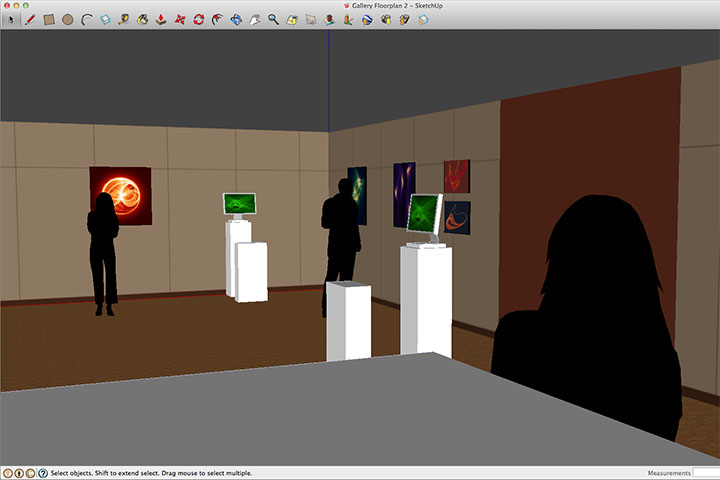 Gallery Floorplan 2 - SketchUp
Select objects. Shift to extend select. Drag mouse to select multiple.
Measurements